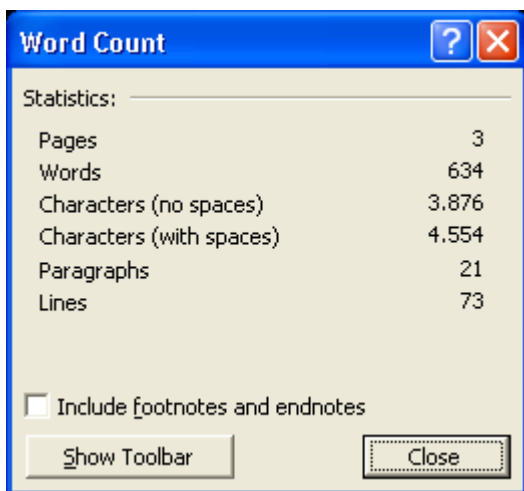 Word Count
Statistics:
Pages 3
Words 634
Characters (no spaces) 3.876
Characters (with spaces) 4.554
Paragraphs 21
Lines 73
Include footnotes and endnotes
Show Toolbar Close